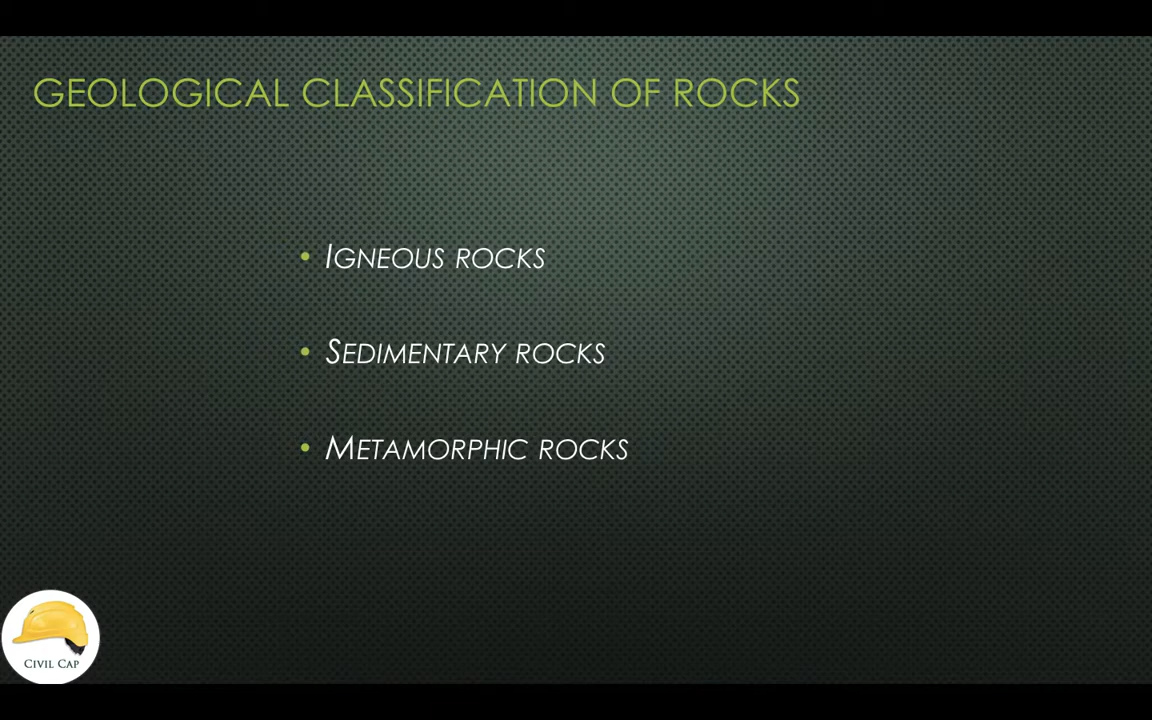 GEOLOGICAL CLASSIFICATION OF ROCKS
• IGNEOUS ROCKS
• SEDIMENTARY ROCKS
• METAMORPHIC ROCKS
CIVIL CAP